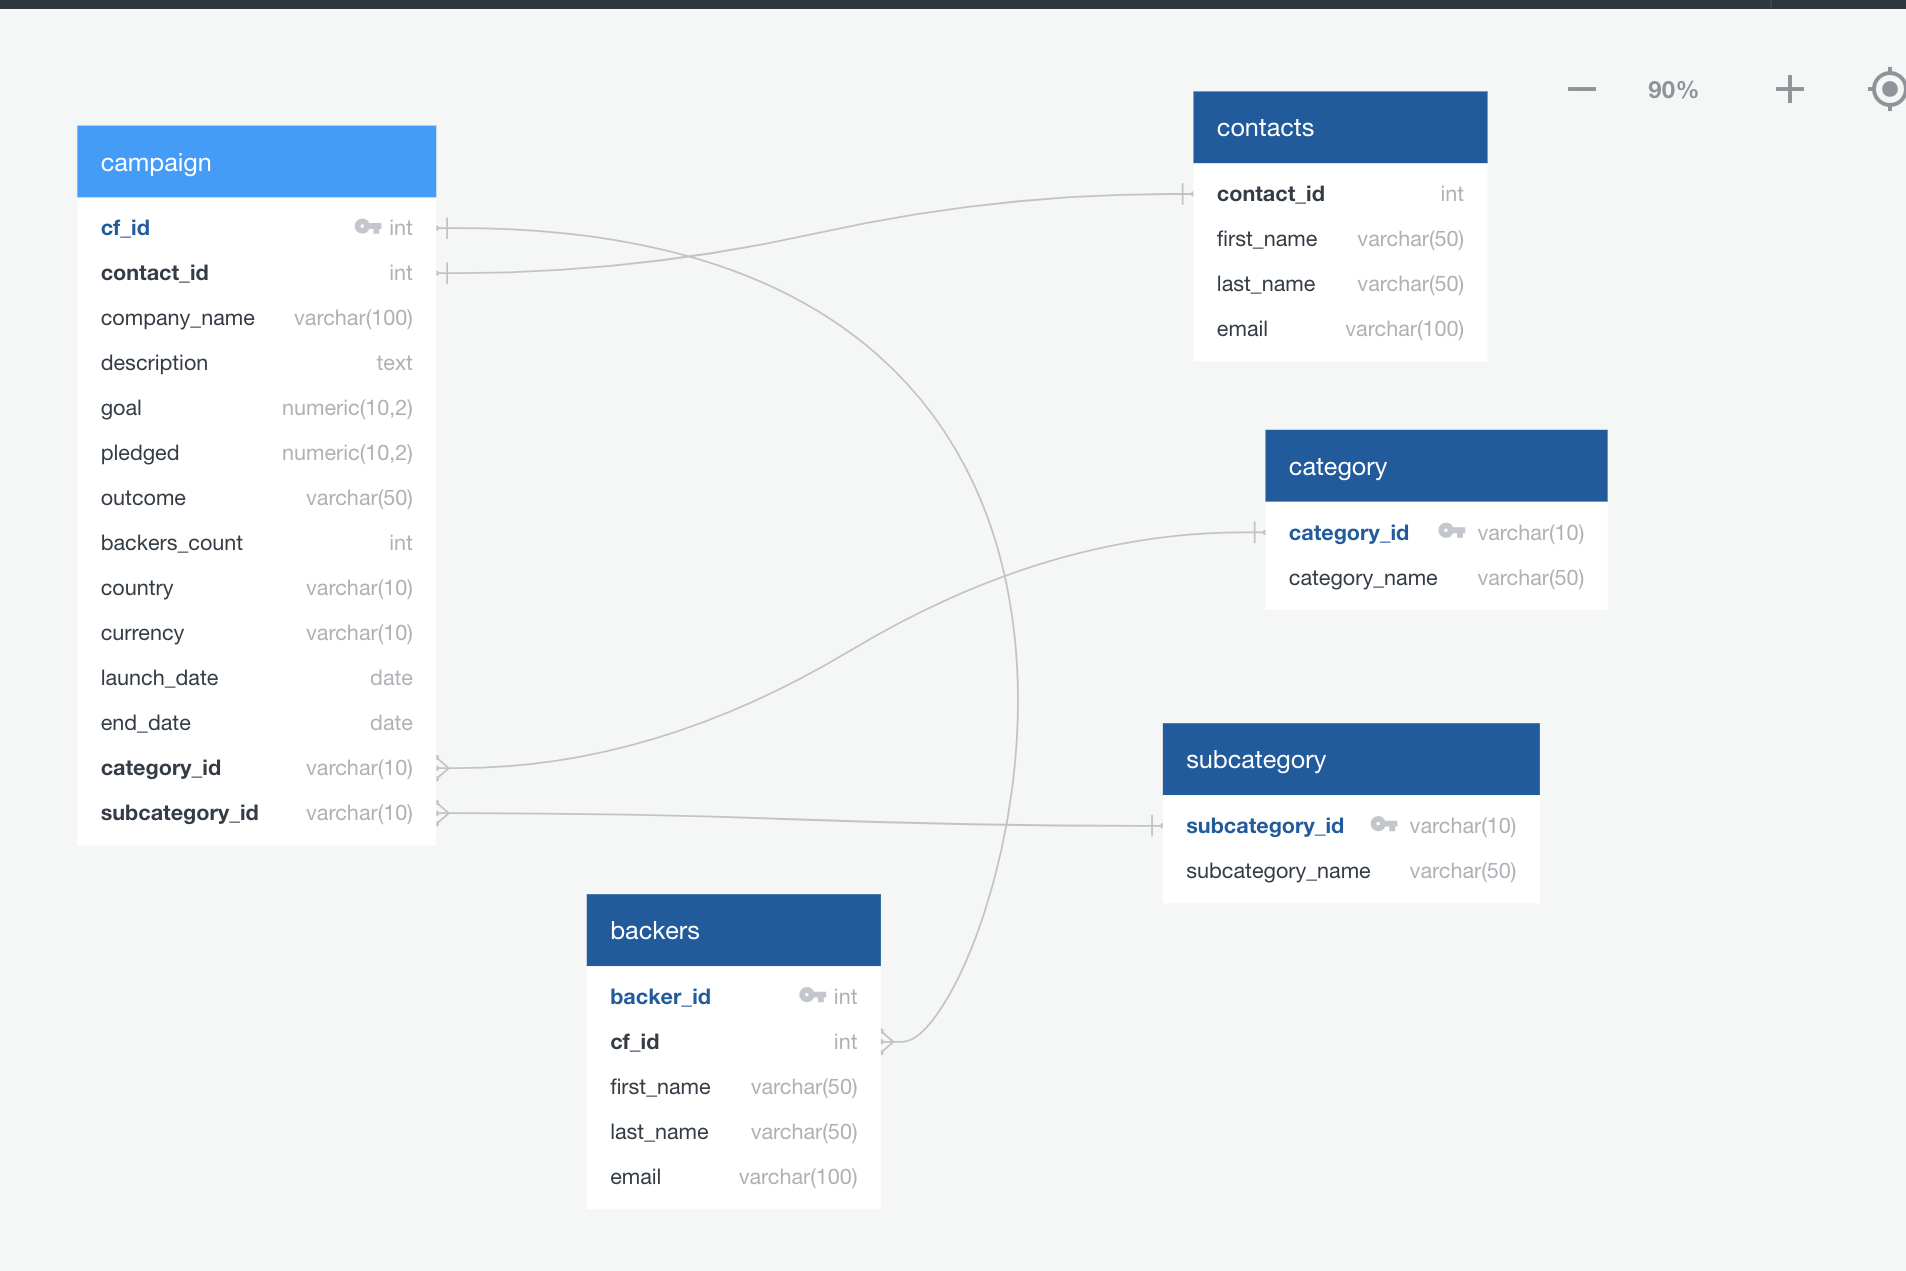 90%
campaign
cf_id int
contact_id int
company_name varchar(100)
description text
goal numeric(10,2)
pledged numeric(10,2)
outcome varchar(50)
backers_count int
country varchar(10)
currency varchar(10)
launch_date date
end_date date
category_id varchar(10)
subcategory_id varchar(10)
contacts
contact_id int
first_name varchar(50)
last_name varchar(50)
email varchar(100)
category
category_id varchar(10)
category_name varchar(50)
subcategory
subcategory_id varchar(10)
subcategory_name varchar(50)
backers
backer_id int
cf_id int
first_name varchar(50)
last_name varchar(50)
email varchar(100)